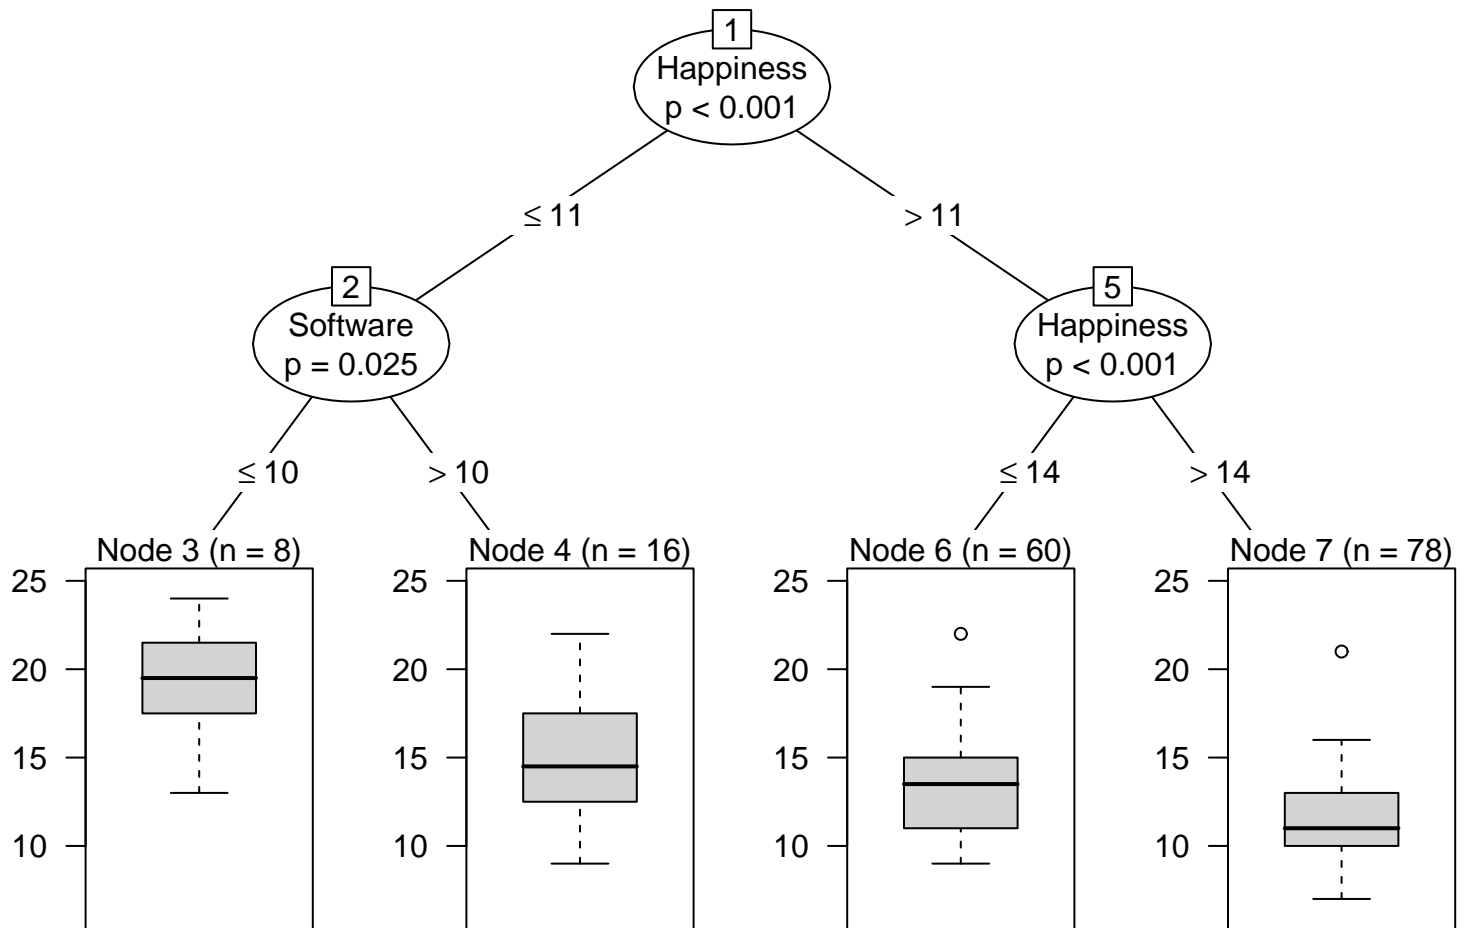 1
Happiness
p < 0.001
≤ 11
> 11
2
Software
p = 0.025
5
Happiness
p < 0.001
≤ 10
> 10
≤ 14
> 14
Node 3 (n = 8)
25
20
15
10
Node 4 (n = 16)
25
20
15
10
Node 6 (n = 60)
25
20
15
10
Node 7 (n = 78)
25
20
15
10